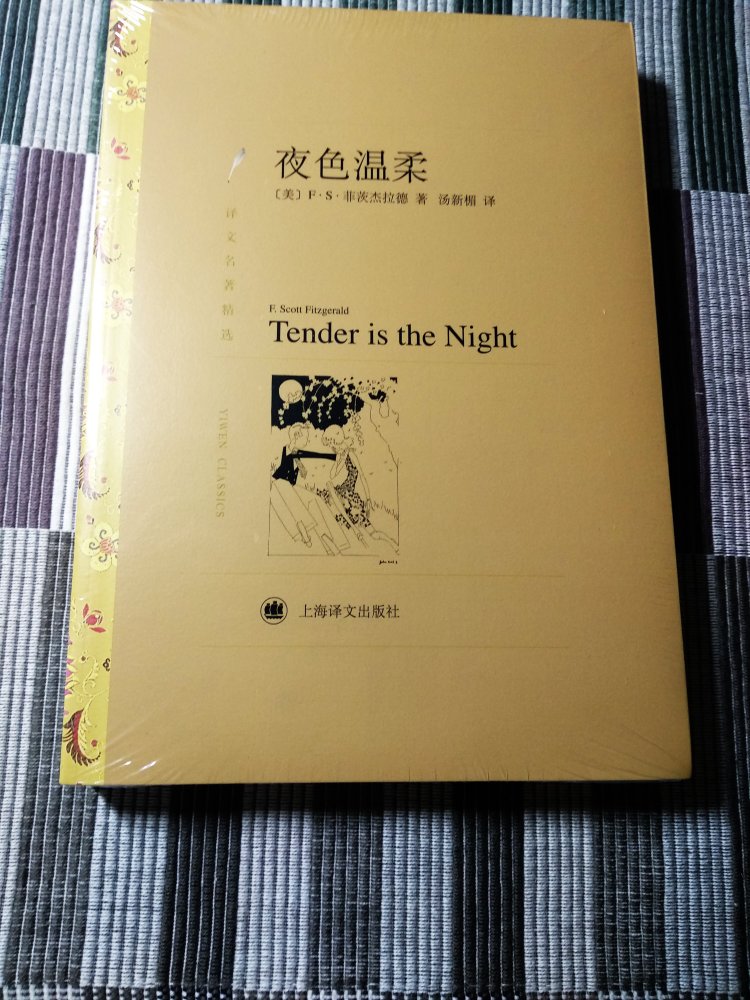 夜色温柔
〔美〕F·S·菲茨杰拉德 著 汤新楣 译
译文名著精选
YIWEN CLASSICS
F. Scott Fitzgerald
Tender is the Night
上海译文出版社